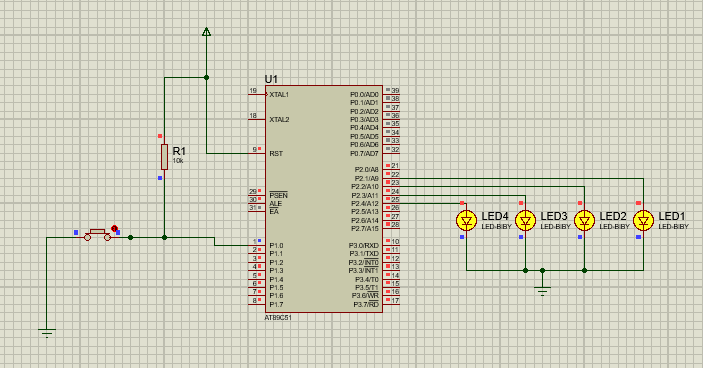 U1
19 XTAL1
18 XTAL2
9 RST
29 PSEN
30 ALE
31 EA
1 P1.0
2 P1.1
3 P1.2
4 P1.3
5 P1.4
6 P1.5
7 P1.6
8 P1.7
P0.0/AD0 39
P0.1/AD1 38
P0.2/AD2 37
P0.3/AD3 36
P0.4/AD4 35
P0.5/AD5 34
P0.6/AD6 33
P0.7/AD7 32
P2.0/A8 21
P2.1/A9 22
P2.2/A10 23
P2.3/A11 24
P2.4/A12 25
P2.5/A13 26
P2.6/A14 27
P2.7/A15 28
P3.0/RXD 10
P3.1/TXD 11
P3.2/INT0 12
P3.3/INT1 13
P3.4/T0 14
P3.5/T1 15
P3.6/WR 16
P3.7/RD 17
AT89C51
R1
10k
LED4
LED-BIBY
LED3
LED-BIBY
LED2
LED-BIBY
LED1
LED-BIBY